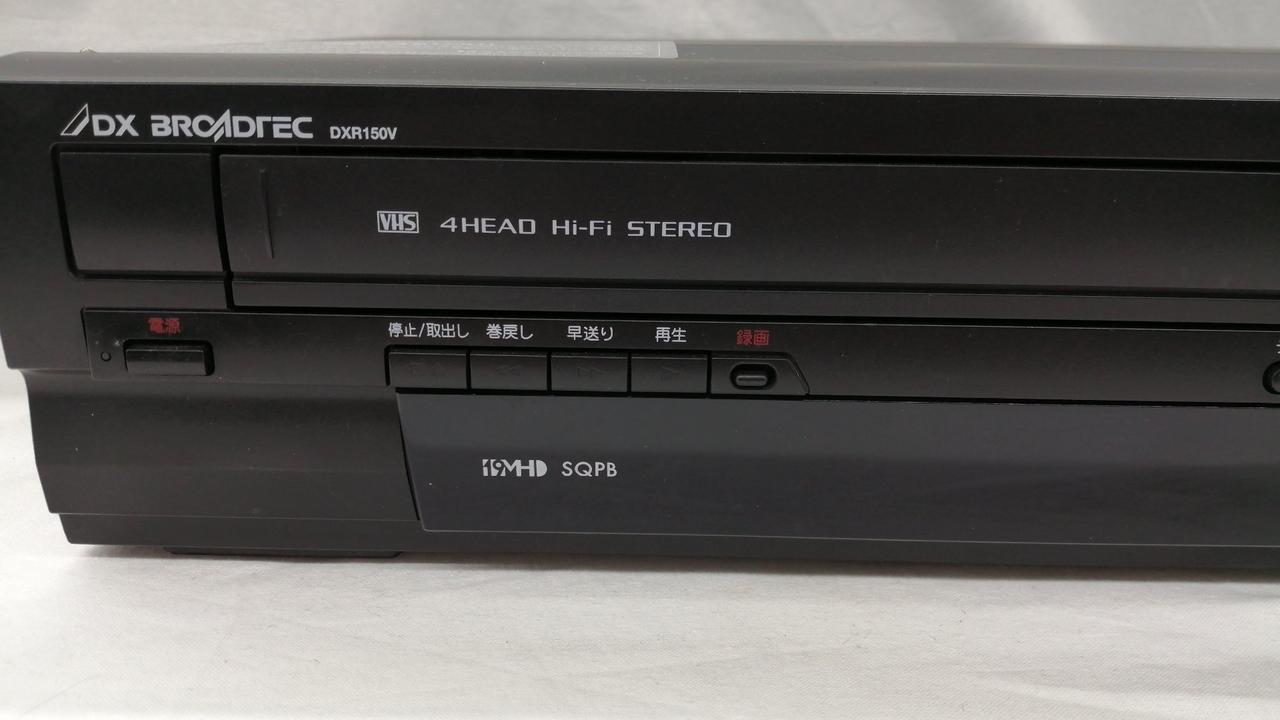 DX BROADTEC DXR150V
VHS 4HEAD Hi-Fi STEREO
電源
停止/取出し 巻戻し 早送り 再生 録画
19MHD SQPB